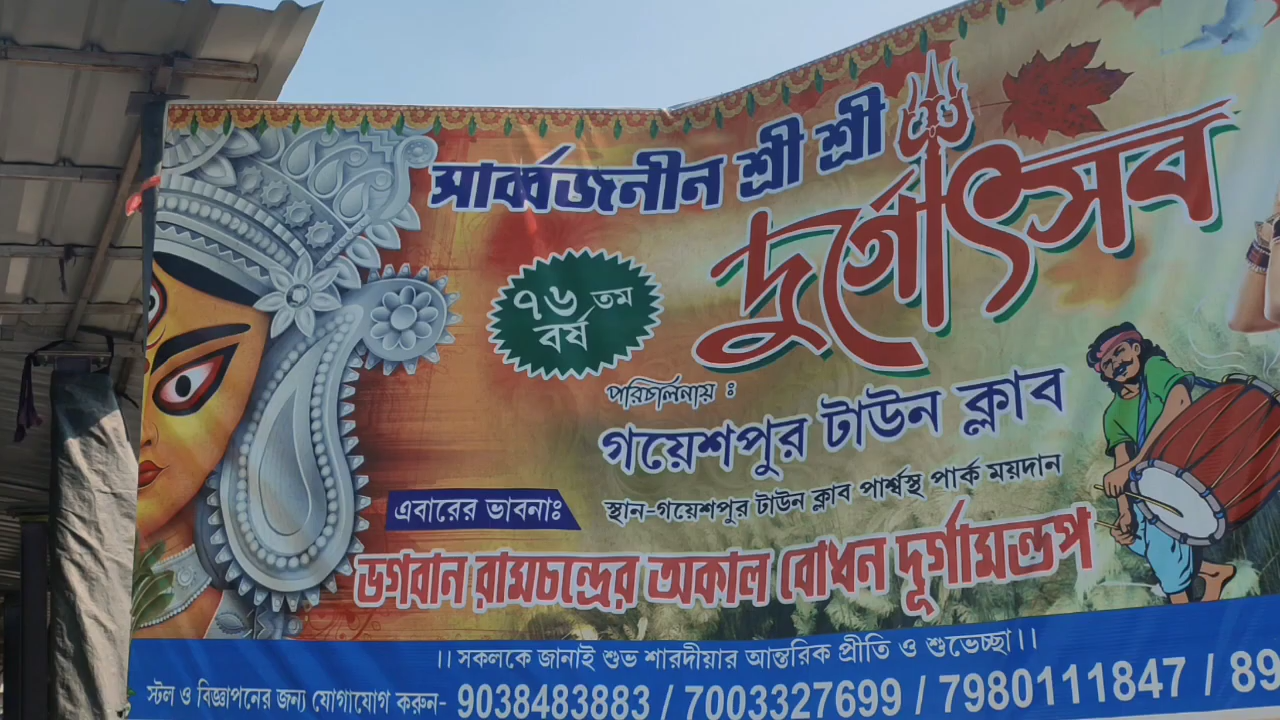 সার্ব্বজনীন শ্রী শ্রী
দুর্গোৎসব
৭৬ তম
বর্ষ
পরিচালনায় ঃ
গয়েশপুর টাউন ক্লাব
স্থান-গয়েশপুর টাউন ক্লাব পার্শ্বস্থ পার্ক ময়দান
এবারের ভাবনাঃ
ভগবান রামচন্দ্রের অকাল বোধন দূর্গামন্ডপ
।। সকলকে জানাই শুভ শারদীয়ার আন্তরিক প্রীতি ও শুভেচ্ছা ।।
স্টল ও বিজ্ঞাপনের জন্য যোগাযোগ করুন- 9038483883 / 7003327699 / 7980111847 / 89